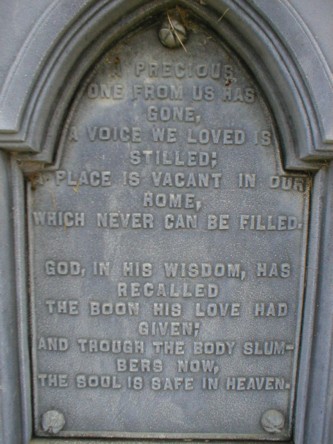 A PRECIOUS
ONE FROM US HAS
GONE,
A VOICE WE LOVED IS
STILLED;
A PLACE IS VACANT IN OUR
HOME,
WHICH NEVER CAN BE FILLED.
GOD, IN HIS WISDOM, HAS
RECALLED
THE BOON HIS LOVE HAD
GIVEN;
AND THOUGH THE BODY SLUM-
BERS NOW,
THE SOUL IS SAFE IN HEAVEN.